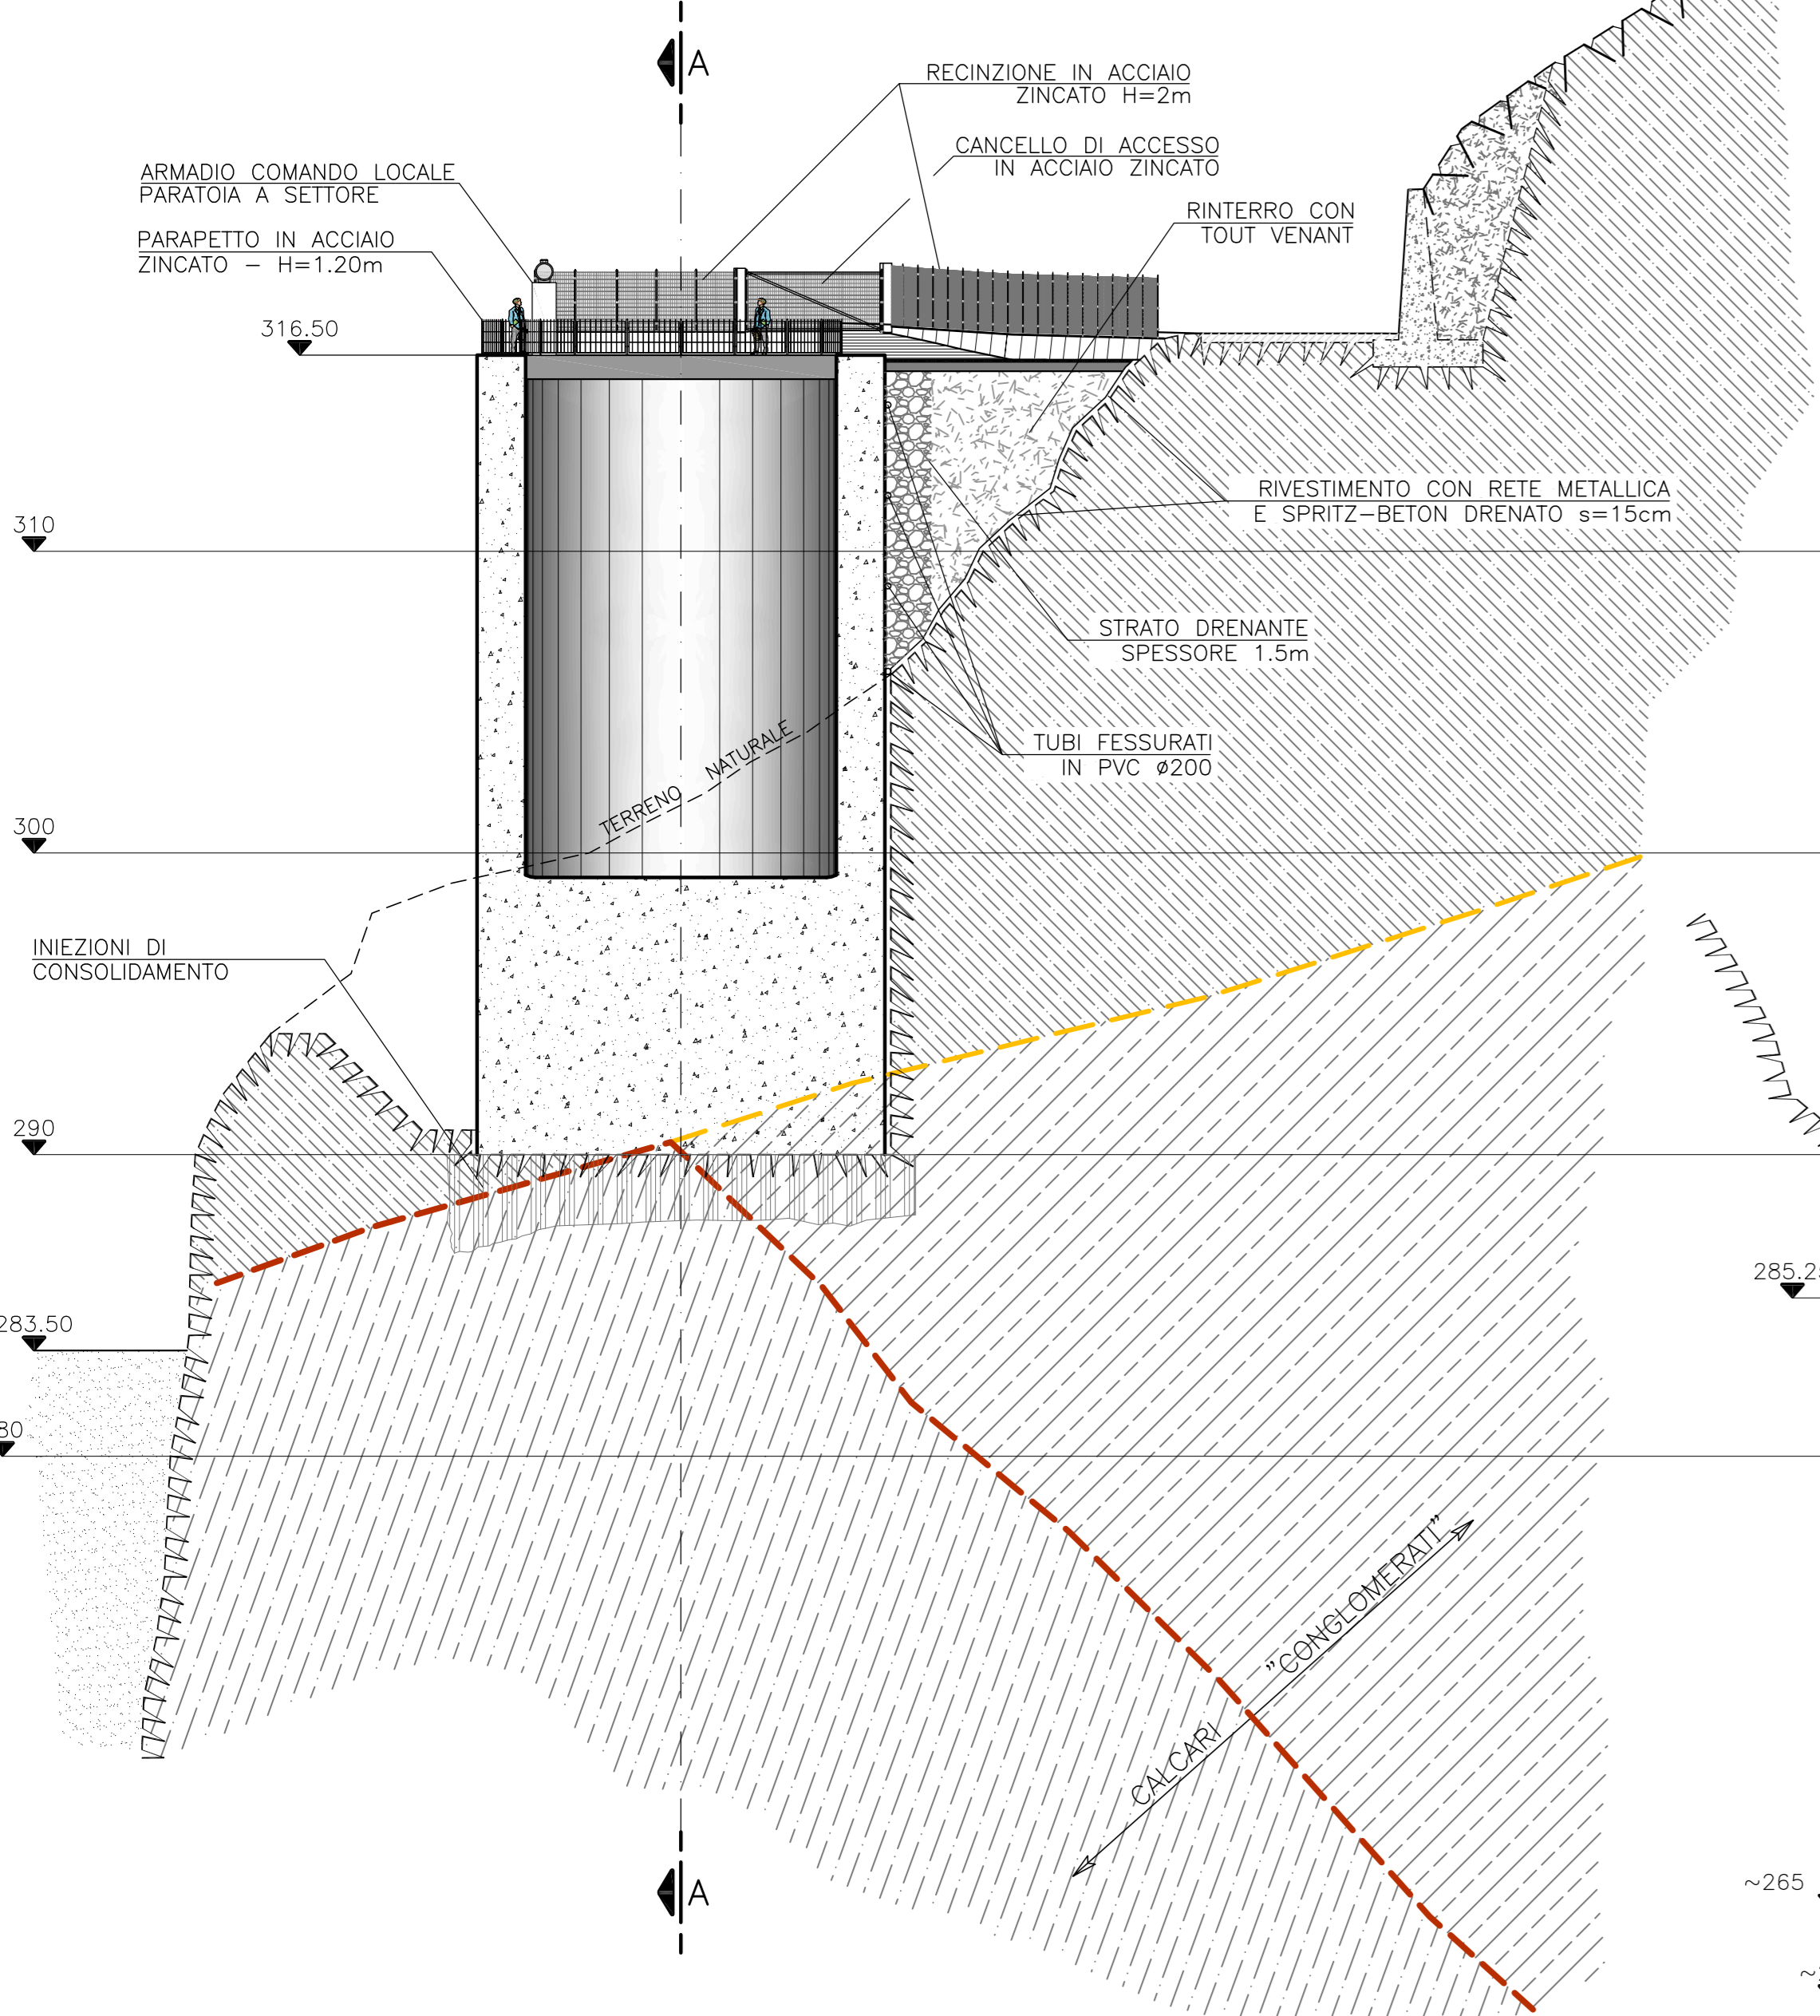 A
RECINZIONE IN ACCIAIO
ZINCATO H=2m
CANCELLO DI ACCESSO
IN ACCIAIO ZINCATO
ARMADIO COMANDO LOCALE
PARATOIA A SETTORE
RINTERRO CON
TOUT VENANT
PARAPETTO IN ACCIAIO
ZINCATO – H=1.20m
316.50
RIVESTIMENTO CON RETE METALLICA
E SPRITZ–BETON DRENATO s=15cm
310
STRATO DRENANTE
SPESSORE 1.5m
TERRENO NATURALE
TUBI FESSURATI
IN PVC ø200
300
INIEZIONI DI
CONSOLIDAMENTO
290
285.2
283.50
80
"CONGLOMERATI"
CALCARI
~265
A